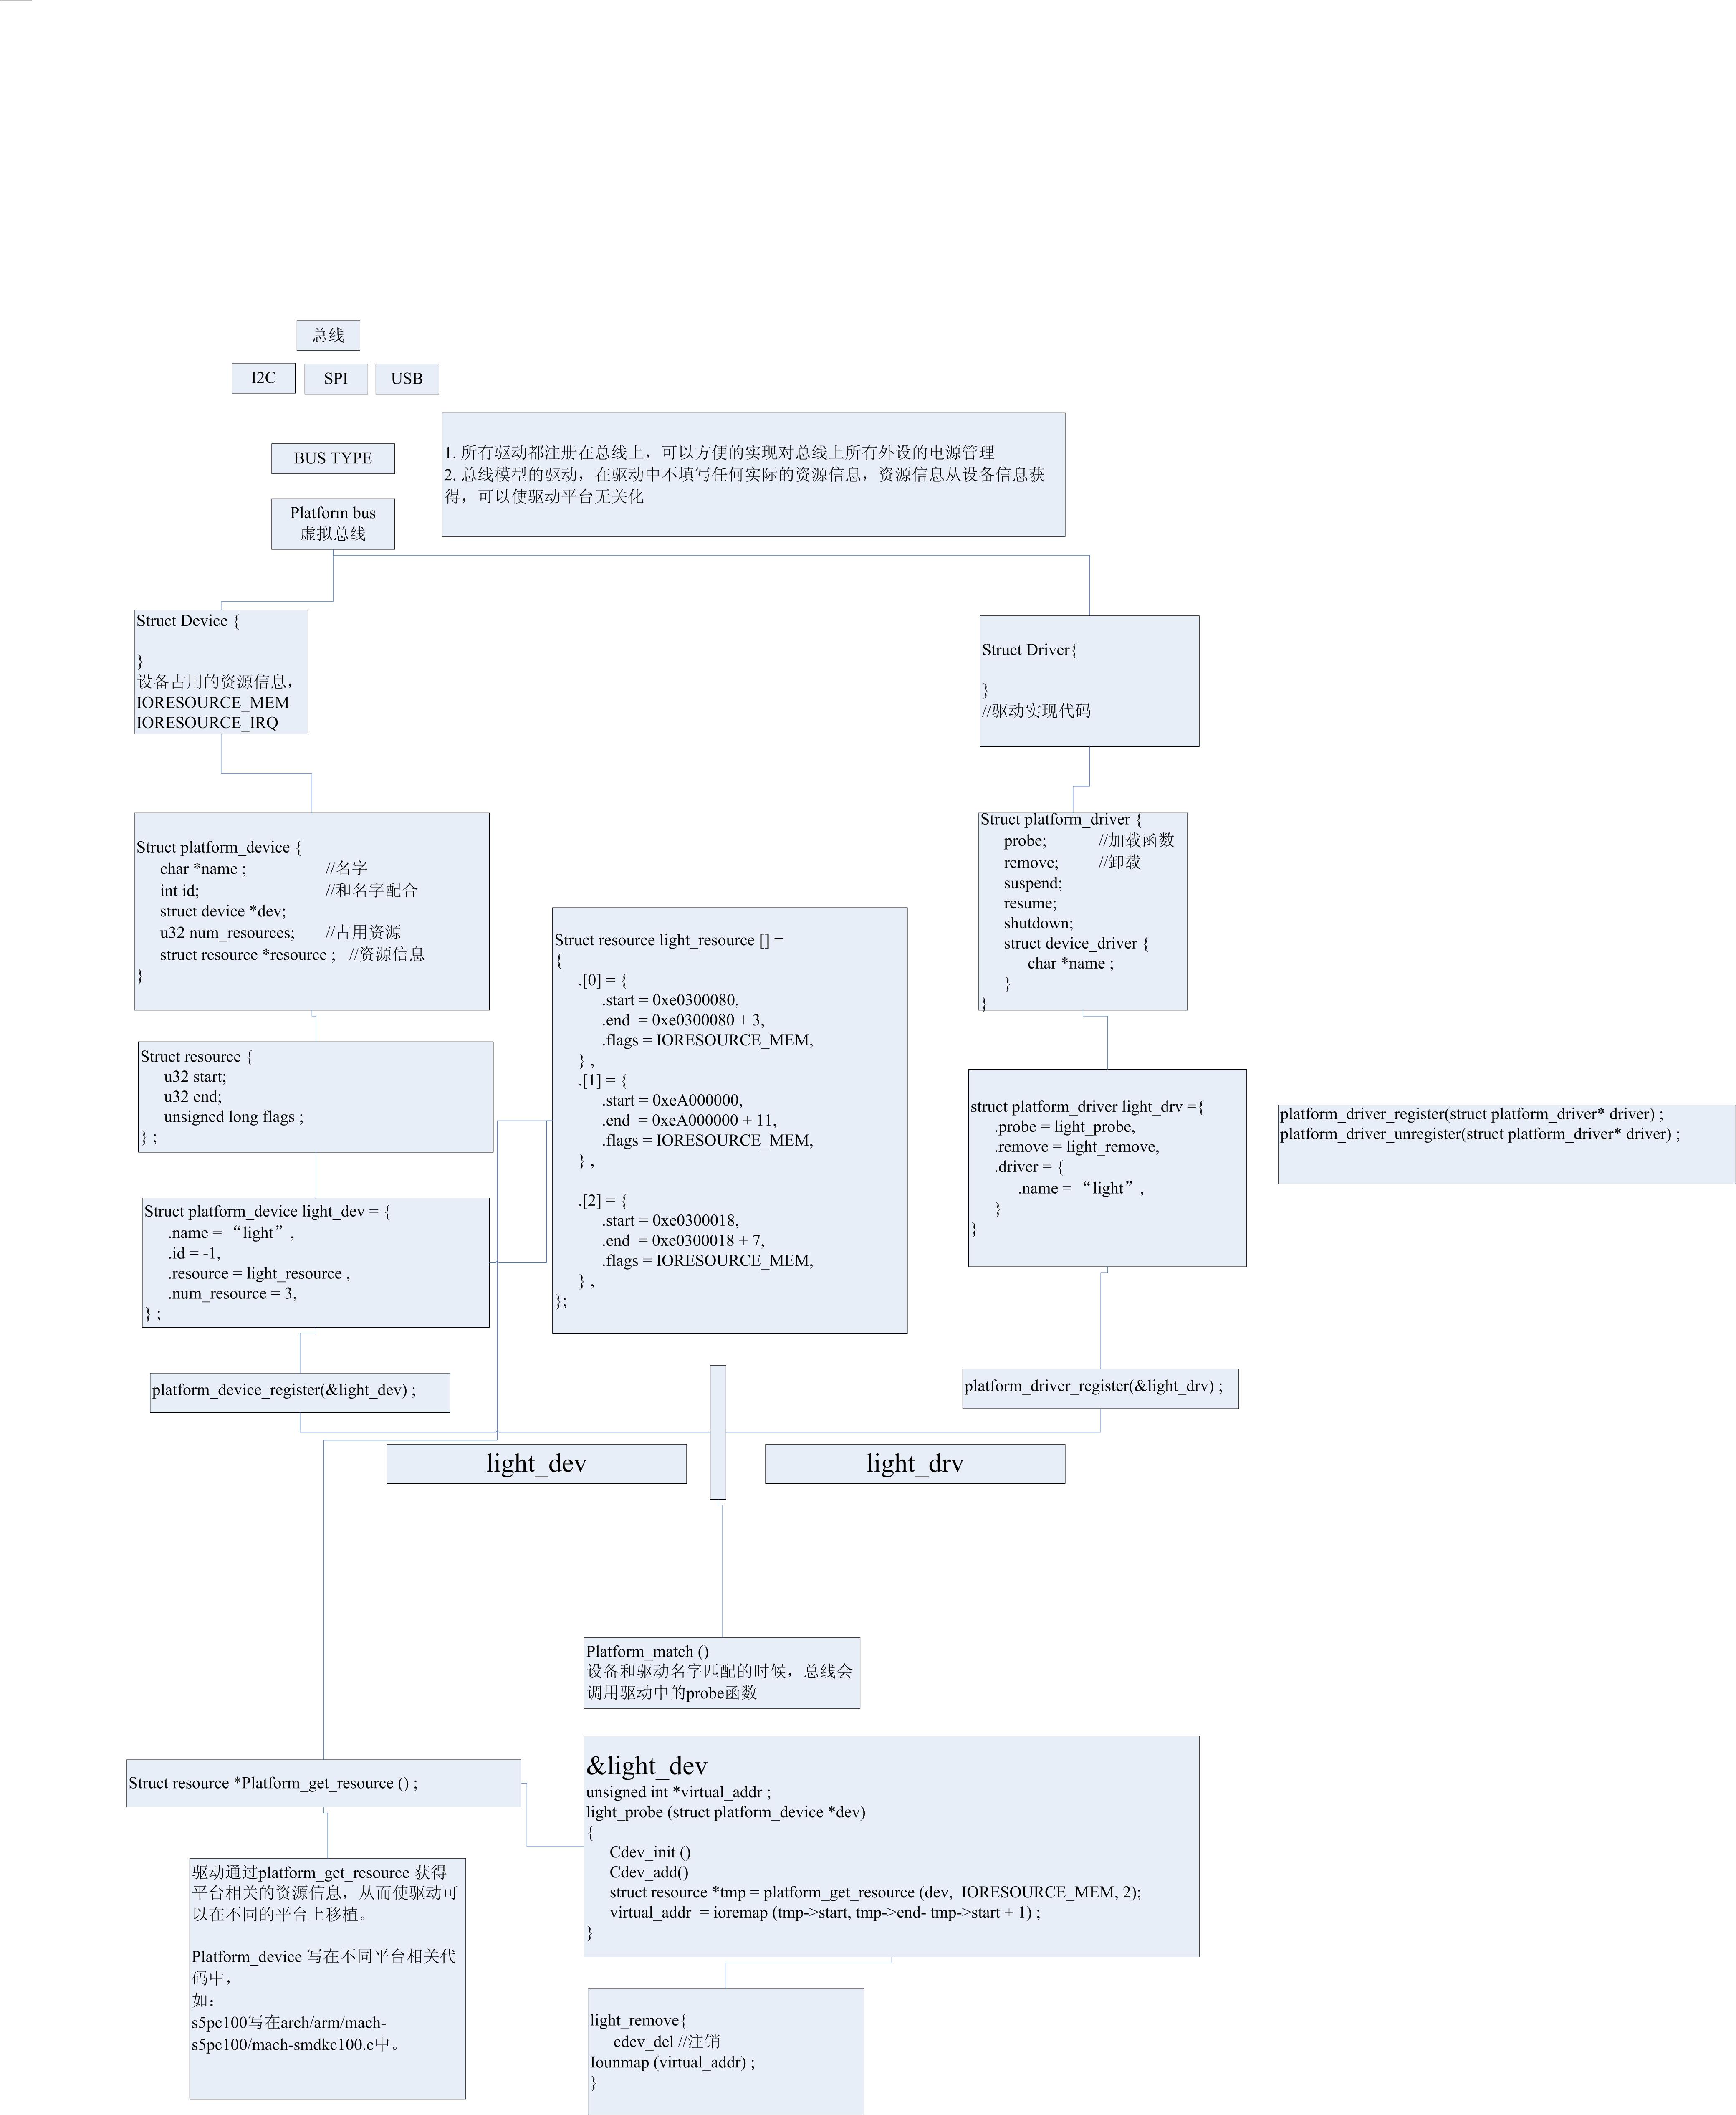 总线
I2C
SPI
USB
BUS TYPE
1. 所有驱动都注册在总线上，可以方便的实现对总线上所有外设的电源管理
2. 总线模型的驱动，在驱动中不填写任何实际的资源信息，资源信息从设备信息获
得，可以使驱动平台无关化
Platform bus
虚拟总线
Struct Device {
}
设备占用的资源信息，
IORESOURCE_MEM
IORESOURCE_IRQ
Struct Driver{
}
//驱动实现代码
Struct platform_device {
char *name ; //名字
int id; //和名字配合
struct device *dev;
u32 num_resources; //占用资源
struct resource *resource ; //资源信息
}
Struct platform_driver {
probe; //加载函数
remove; //卸载
suspend;
resume;
shutdown;
struct device_driver {
char *name ;
}
}
Struct resource light_resource [] =
{
.[0] = {
.start = 0xe0300080,
.end = 0xe0300080 + 3,
.flags = IORESOURCE_MEM,
} ,
.[1] = {
.start = 0xeA000000,
.end = 0xeA000000 + 11,
.flags = IORESOURCE_MEM,
} ,
.[2] = {
.start = 0xe0300018,
.end = 0xe0300018 + 7,
.flags = IORESOURCE_MEM,
} ,
};
Struct resource {
u32 start;
u32 end;
unsigned long flags ;
} ;
struct platform_driver light_drv ={
.probe = light_probe,
.remove = light_remove,
.driver = {
.name = “light”,
}
}
platform_driver_register(struct platform_driver* driver) ;
platform_driver_unregister(struct platform_driver* driver) ;
Struct platform_device light_dev = {
.name = “light”,
.id = -1,
.resource = light_resource ,
.num_resource = 3,
} ;
platform_device_register(&light_dev) ;
platform_driver_register(&light_drv) ;
light_dev
light_drv
Platform_match ()
设备和驱动名字匹配的时候，总线会
调用驱动中的probe函数
Struct resource *Platform_get_resource () ;
&light_dev
unsigned int *virtual_addr ;
light_probe (struct platform_device *dev)
{
Cdev_init ()
Cdev_add()
struct resource *tmp = platform_get_resource (dev, IORESOURCE_MEM, 2);
virtual_addr = ioremap (tmp->start, tmp->end- tmp->start + 1) ;
}
驱动通过platform_get_resource 获得
平台相关的资源信息，从而使驱动可
以在不同的平台上移植。
Platform_device 写在不同平台相关代
码中，
如：
s5pc100写在arch/arm/mach-
s5pc100/mach-smdkc100.c中。
light_remove{
cdev_del //注销
Iounmap (virtual_addr) ;
}